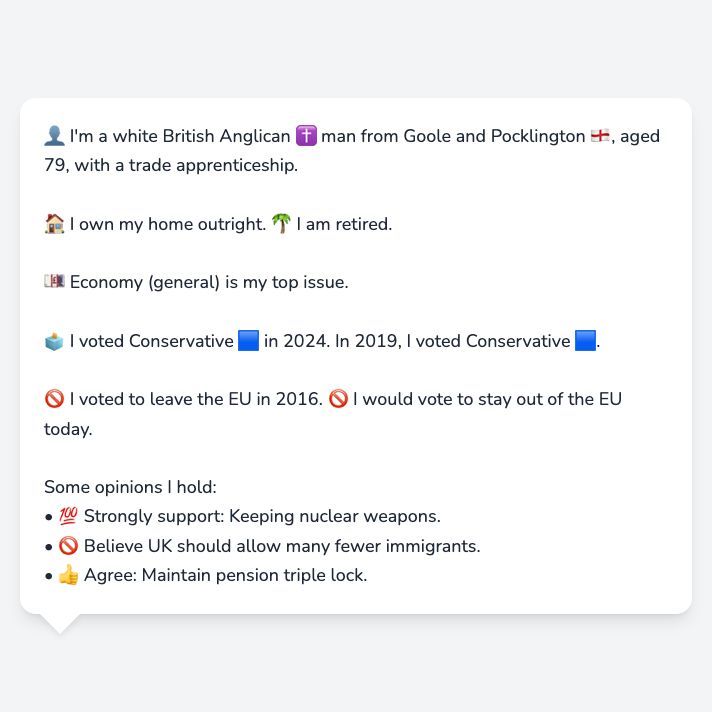 👤 I'm a white British Anglican ✝️ man from Goole and Pocklington 🏴󠁧󠁢󠁥󠁮󠁧󠁿, aged
79, with a trade apprenticeship.
🏠 I own my home outright. 🌴 I am retired.
💷 Economy (general) is my top issue.
🗳️ I voted Conservative 🟦 in 2024. In 2019, I voted Conservative 🟦.
🚫 I voted to leave the EU in 2016. 🚫 I would vote to stay out of the EU
today.
Some opinions I hold:
• 💯 Strongly support: Keeping nuclear weapons.
• 🚫 Believe UK should allow many fewer immigrants.
• 👍 Agree: Maintain pension triple lock.